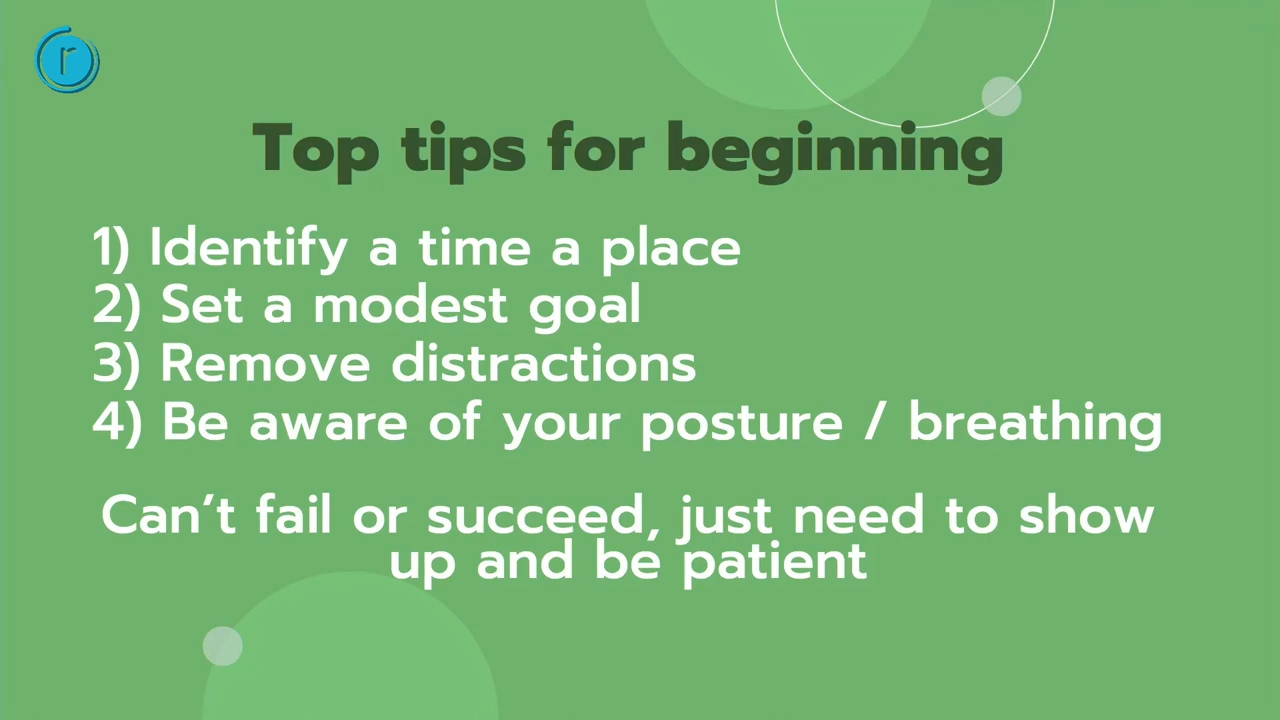 r
Top tips for beginning
1) Identify a time a place
2) Set a modest goal
3) Remove distractions
4) Be aware of your posture / breathing
Can’t fail or succeed, just need to show
up and be patient